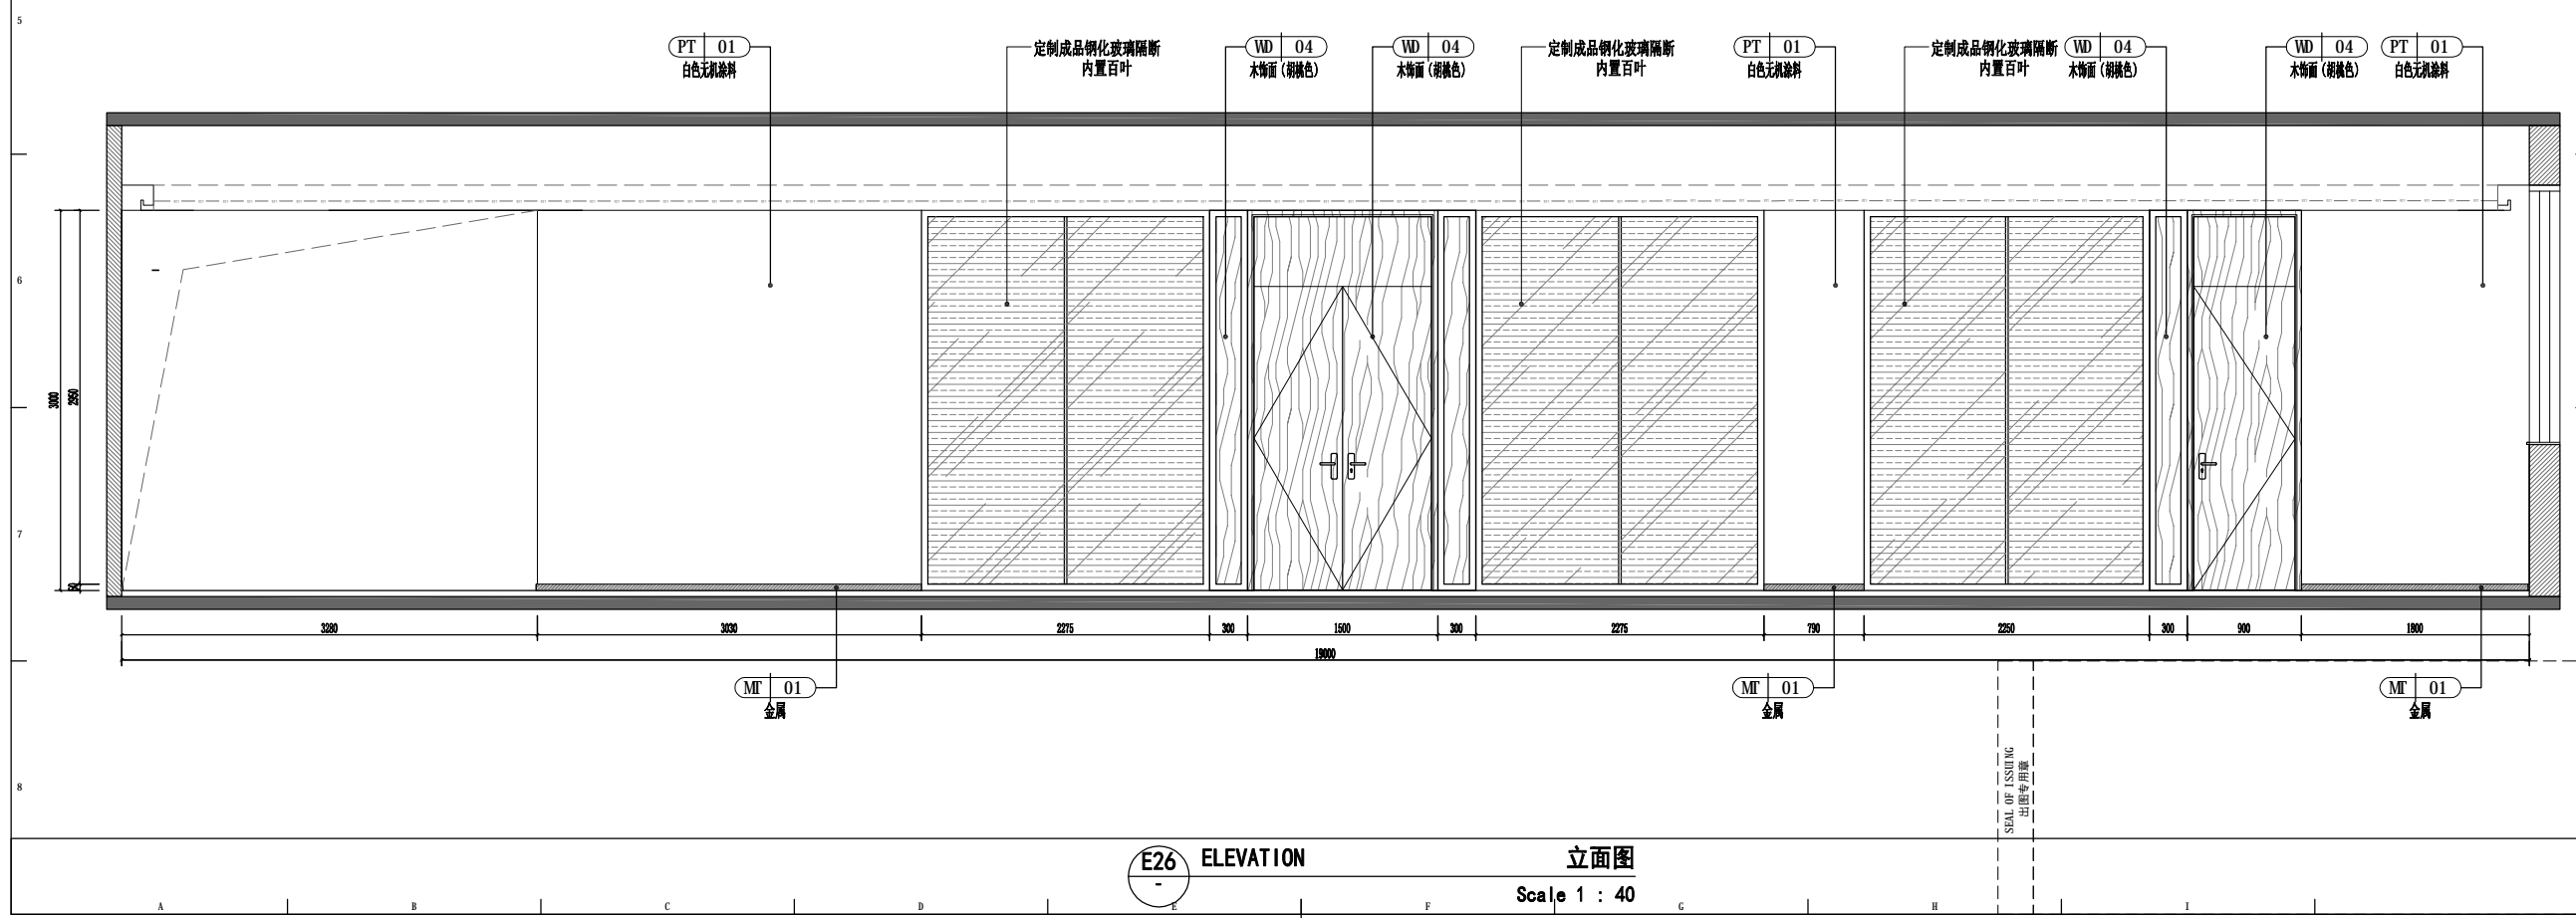 5
PT 01
白色无机涂料
定制成品钢化玻璃隔断
内置百叶
WD 04
木饰面(胡桃色)
WD 04
木饰面(胡桃色)
定制成品钢化玻璃隔断
内置百叶
PT 01
白色无机涂料
定制成品钢化玻璃隔断
内置百叶
WD 04
木饰面(胡桃色)
WD 04
木饰面(胡桃色)
PT 01
白色无机涂料
6
3000
2950
7
50
3280 3030 2275 300 1500 300 2275 790 2250 300 900 1800
19000
MT 01
金属
MT 01
金属
MT 01
金属
8
SEAL OF ISSUING
出图专用章
E26
-
ELEVATION 立面图
Scale 1 : 40
A B C D E F G H I